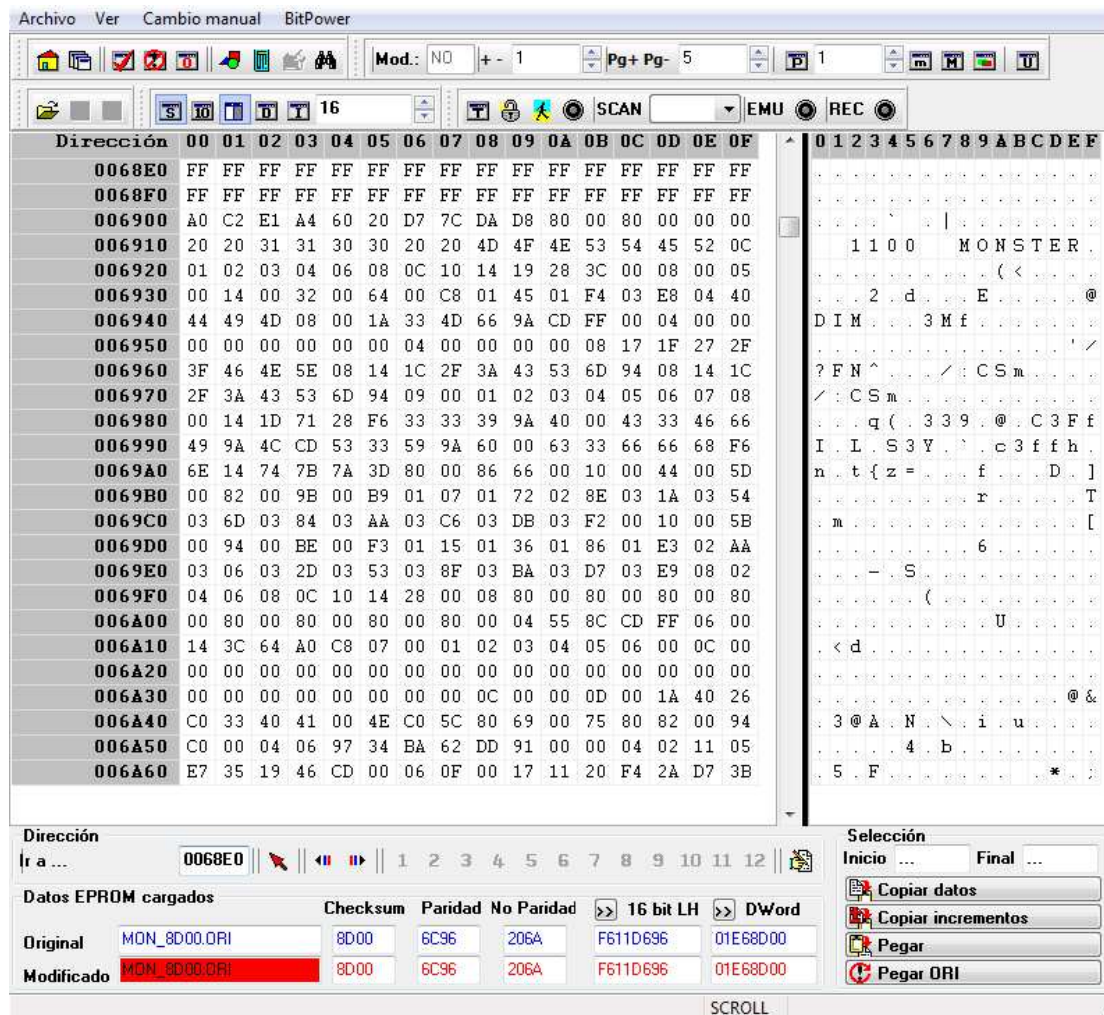 Archivo Ver Cambio manual BitPower
Mod.: NO + - 1 Pg+ Pg- 5 P 1 m M U
S 10 0 I 16 T SCAN EMU REC
Dirección 00 01 02 03 04 05 06 07 08 09 0A 0B 0C 0D 0E 0F 0 1 2 3 4 5 6 7 8 9 A B C D E F
0068E0 FF FF FF FF FF FF FF FF FF FF FF FF FF FF FF FF . . . . . . . . . . . . . . . .
0068F0 FF FF FF FF FF FF FF FF FF FF FF FF FF FF FF FF . . . . . . . . . . . . . . . .
006900 A0 C2 E1 A4 60 20 D7 7C DA D8 80 00 80 00 00 00 . . . . ` . | . . . . . . . .
006910 20 20 31 31 30 30 20 20 4D 4F 4E 53 54 45 52 0C 1 1 0 0 M O N S T E R .
006920 01 02 03 04 06 08 0C 10 14 19 28 3C 00 08 00 05 . . . . . . . . . . ( < . . . .
006930 00 14 00 32 00 64 00 C8 01 45 01 F4 03 E8 04 40 . . . 2 . d . . . E . . . . . @
006940 44 49 4D 08 00 1A 33 4D 66 9A CD FF 00 04 00 00 D I M . . . 3 M f . . . . . . .
006950 00 00 00 00 00 00 04 00 00 00 00 08 17 1F 27 2F . . . . . . . . . . . . . . ' /
006960 3F 46 4E 5E 08 14 1C 2F 3A 43 53 6D 94 08 14 1C ? F N ^ . . . / : C S m . . . .
006970 2F 3A 43 53 6D 94 09 00 01 02 03 04 05 06 07 08 / : C S m . . . . . . . . . . .
006980 00 14 1D 71 28 F6 33 33 39 9A 40 00 43 33 46 66 . . . q ( . 3 3 9 . @ . C 3 F f
006990 49 9A 4C CD 53 33 59 9A 60 00 63 33 66 66 68 F6 I . L . S 3 Y . ` . c 3 f f h .
0069A0 6E 14 74 7B 7A 3D 80 00 86 66 00 10 00 44 00 5D n . t { z = . . . f . . . D . ]
0069B0 00 82 00 9B 00 B9 01 07 01 72 02 8E 03 1A 03 54 . . . . . . . . . r . . . . . T
0069C0 03 6D 03 84 03 AA 03 C6 03 DB 03 F2 00 10 00 5B . m . . . . . . . . . . . . . [
0069D0 00 94 00 BE 00 F3 01 15 01 36 01 86 01 E3 02 AA . . . . . . . . . 6 . . . . . .
0069E0 03 06 03 2D 03 53 03 8F 03 BA 03 D7 03 E9 08 02 . . . - . S . . . . . . . . . .
0069F0 04 06 08 0C 10 14 28 00 08 80 00 80 00 80 00 80 . . . . . . ( . . . . . . . . .
006A00 00 80 00 80 00 80 00 80 00 04 55 8C CD FF 06 00 . . . . . . . . . . U . . . . .
006A10 14 3C 64 A0 C8 07 00 01 02 03 04 05 06 00 0C 00 . < d . . . . . . . . . . . . .
006A20 00 00 00 00 00 00 00 00 00 00 00 00 00 00 00 00 . . . . . . . . . . . . . . . .
006A30 00 00 00 00 00 00 00 0C 00 00 0D 00 1A 40 26 . . . . . . . . . . . . . . @ &
006A40 C0 33 40 41 00 4E C0 5C 80 69 00 75 80 82 00 94 . 3 @ A . N . \ . i . u . . . .
006A50 C0 00 04 06 97 34 BA 62 DD 91 00 00 04 02 11 05 . . . . . 4 . b . . . . . . . .
006A60 E7 35 19 46 CD 00 06 0F 00 17 11 20 F4 2A D7 3B . 5 . F . . . . . . . . * . ;
Dirección
Ir a ... 0068E0 1 2 3 4 5 6 7 8 9 10 11 12
Selección
Inicio ... Final ...
Datos EPROM cargados
Checksum Paridad No Paridad >> 16 bit LH >> DWord
Original MON_8D00.ORI 8D00 6C96 206A F611D696 01E68D00
Modificado MON_8D00.ORI 8D00 6C96 206A F611D696 01E68D00
Copiar datos
Copiar incrementos
Pegar
Pegar ORI
SCROLL